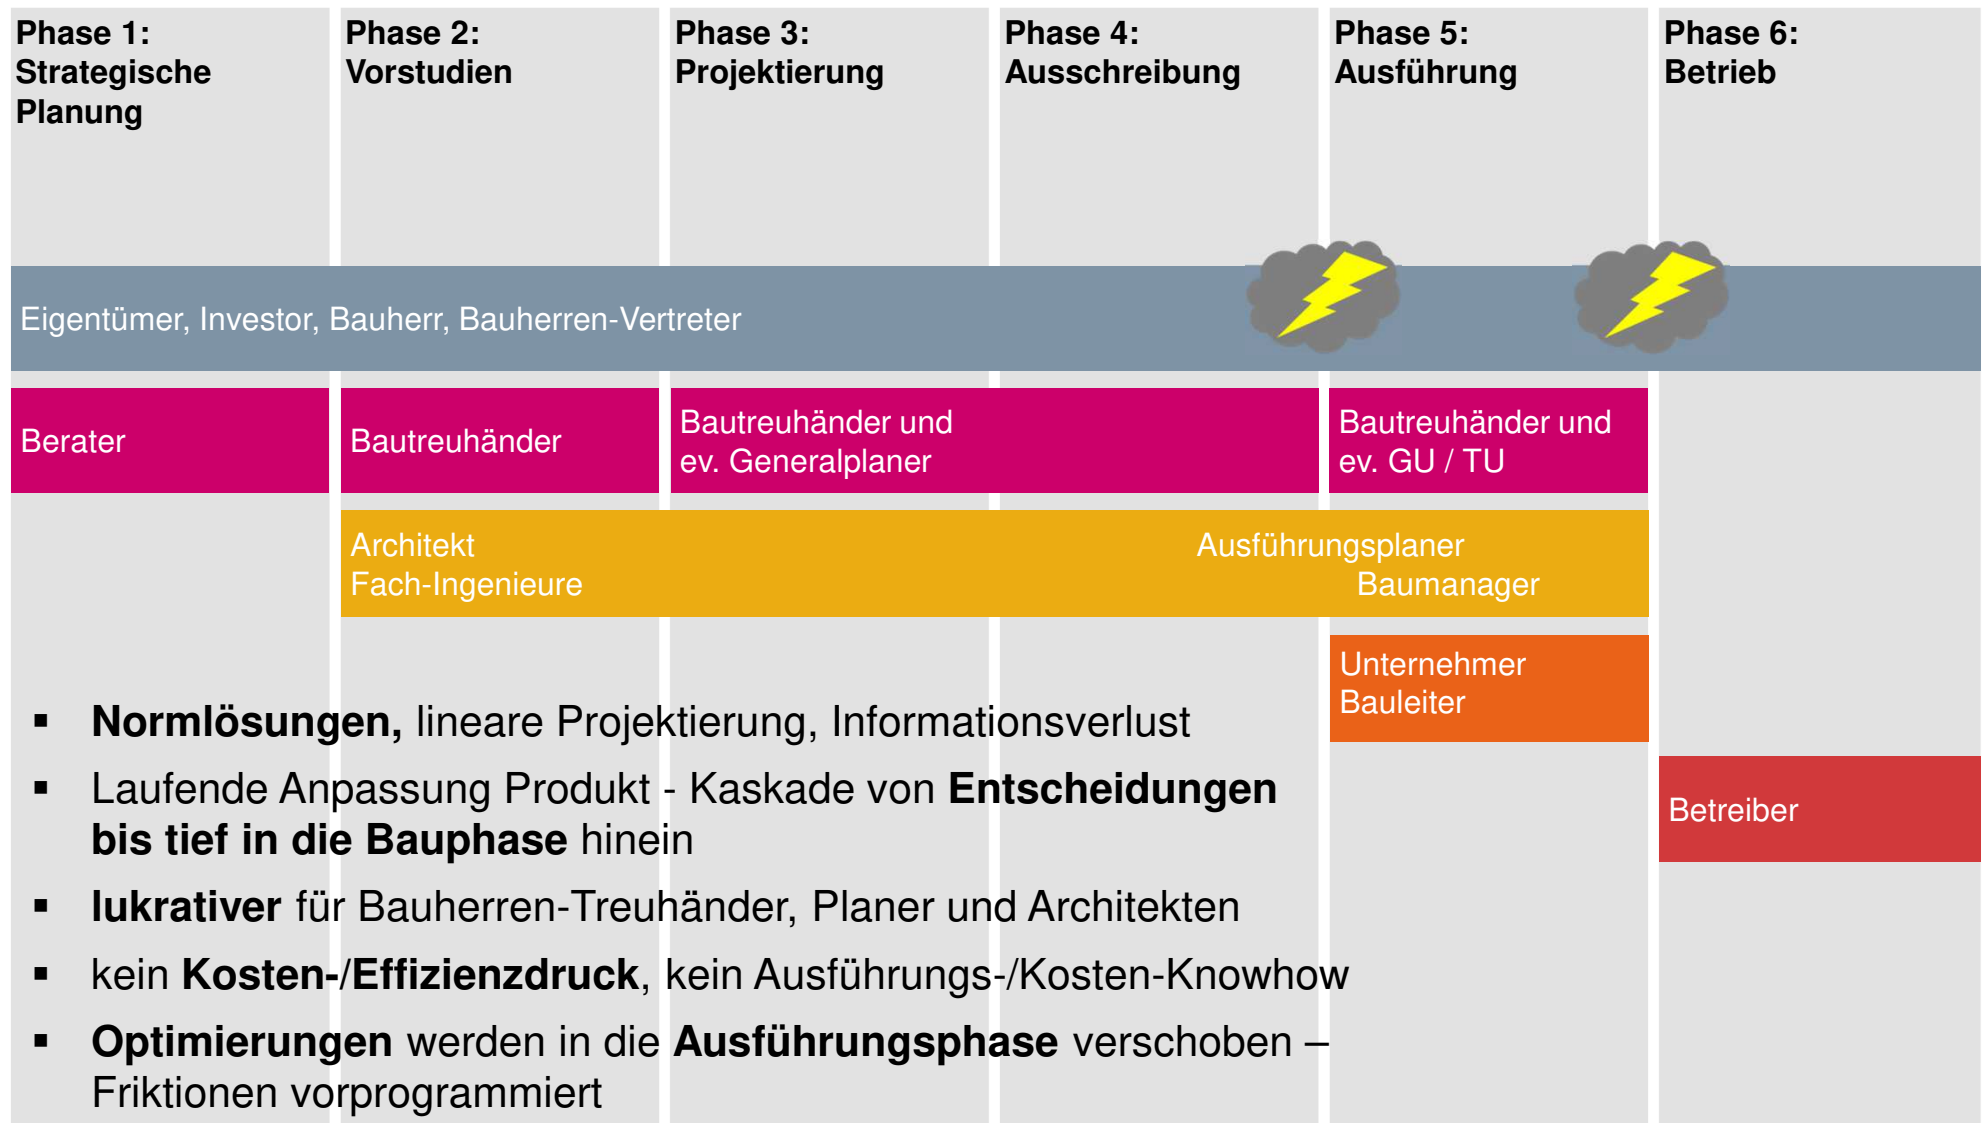 Phase 1:
Strategische
Planung
Phase 2:
Vorstudien
Phase 3:
Projektierung
Phase 4:
Ausschreibung
Phase 5:
Ausführung
Phase 6:
Betrieb
Eigentümer, Investor, Bauherr, Bauherren-Vertreter
Berater
Bautreuhänder
Bautreuhänder und
ev. Generalplaner
Bautreuhänder und
ev. GU / TU
Architekt
Fach-Ingenieure
Ausführungsplaner
Baumanager
Unternehmer
Bauleiter
Betreiber
▪ Normlösungen, lineare Projektierung, Informationsverlust
▪ Laufende Anpassung Produkt - Kaskade von Entscheidungen
bis tief in die Bauphase hinein
▪ lukrativer für Bauherren-Treuhänder, Planer und Architekten
▪ kein Kosten-/Effizienzdruck, kein Ausführungs-/Kosten-Knowhow
▪ Optimierungen werden in die Ausführungsphase verschoben –
Friktionen vorprogrammiert